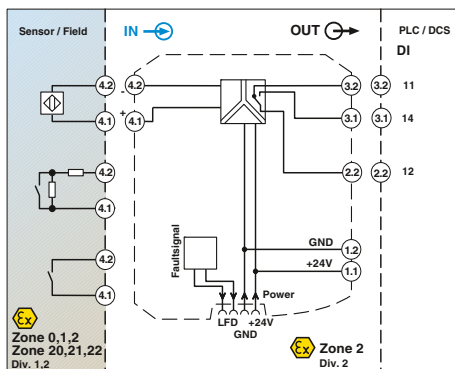 Sensor / Field
IN
OUT
PLC / DCS
DI
4.2
4.2
3.2
3.2
11
-
4.1
+
4.1
3.1
3.1
14
4.2
2.2
2.2
12
4.1
Faultsignal
GND
1.2
4.2
+24V
1.1
4.1
Power
LFD
+24V
GND
Ex
Zone 0,1,2
Zone 20,21,22
Div. 1,2
Ex
Zone 2
Div. 2